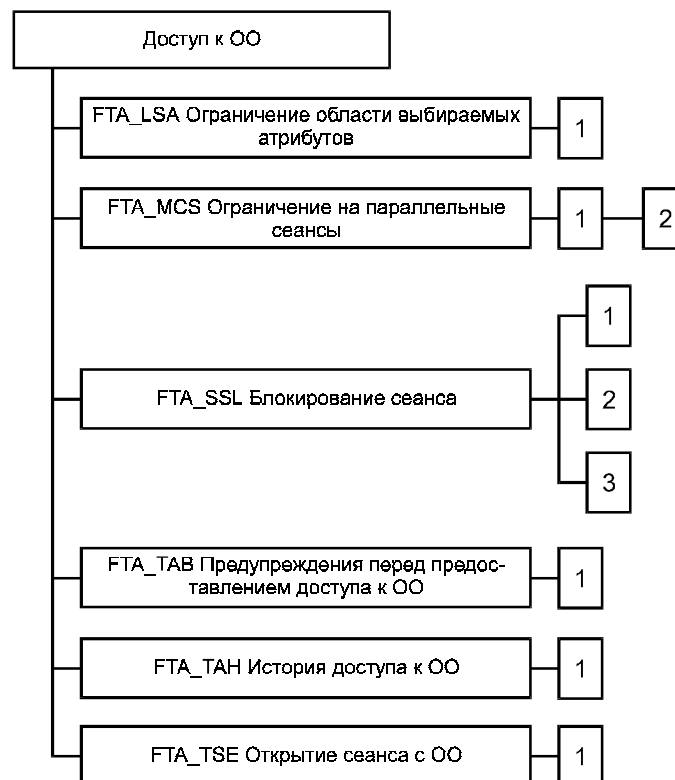 Доступ к ОО
FTA_LSA Ограничение области выбираемых
атрибутов
1
FTA_MCS Ограничение на параллельные
сеансы
1
2
1
FTA_SSL Блокирование сеанса
2
3
FTA_TAB Предупреждения перед предос-
тавлением доступа к ОО
1
FTA_TAH История доступа к ОО
1
FTA_TSE Открытие сеанса с ОО
1